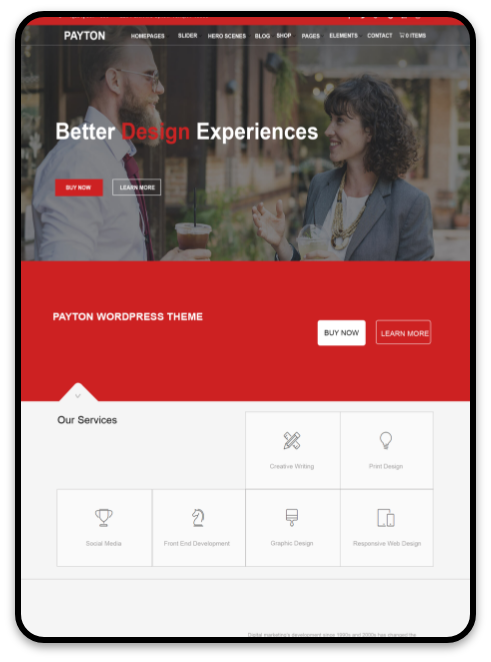 PAYTON
HOMEPAGES SLIDER HERO SCENES BLOG SHOP PAGES ELEMENTS CONTACT 0 ITEMS
Better Design Experiences
BUY NOW LEARN MORE
PAYTON WORDPRESS THEME
BUY NOW LEARN MORE
Our Services
Creative Writing Print Design
Social Media Front End Development Graphic Design Responsive Web Design
Digital marketing's development since 1990s and 2000s has changed the